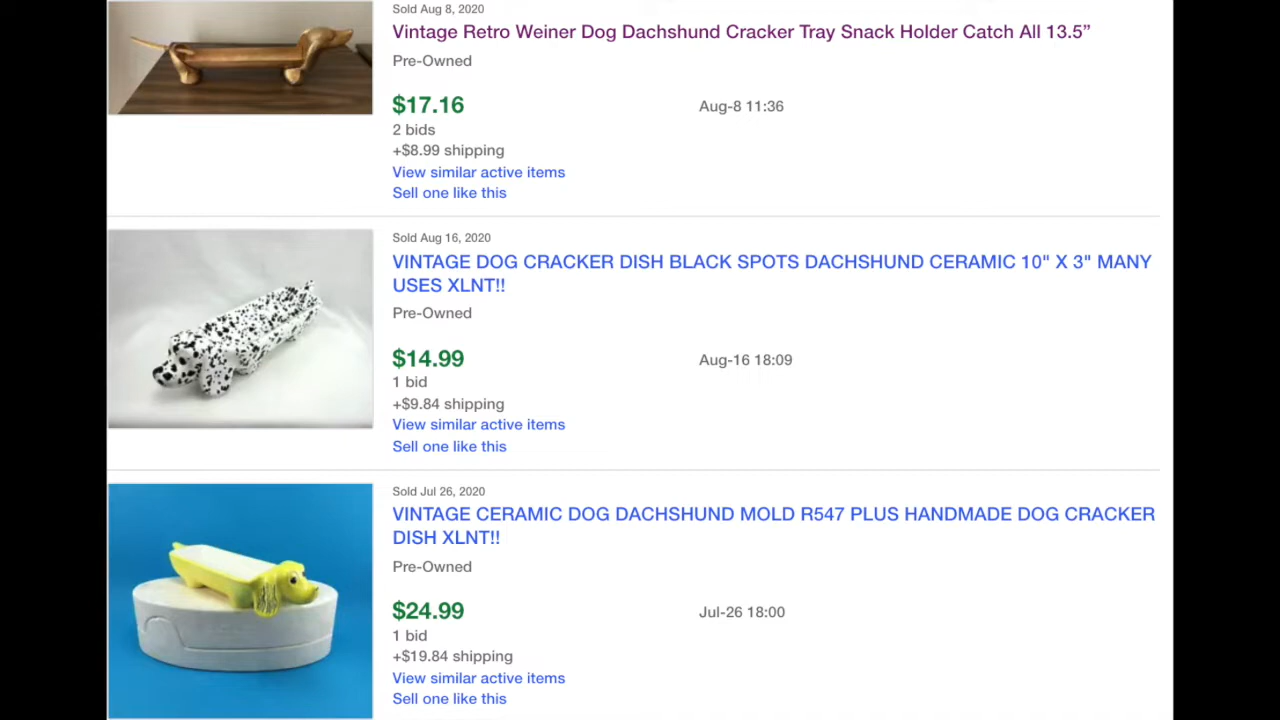 Sold Aug 8, 2020
Vintage Retro Weiner Dog Dachshund Cracker Tray Snack Holder Catch All 13.5”
Pre-Owned
$17.16
Aug-8 11:36
2 bids
+$8.99 shipping
View similar active items
Sell one like this
Sold Aug 16, 2020
VINTAGE DOG CRACKER DISH BLACK SPOTS DACHSHUND CERAMIC 10" X 3" MANY
USES XLNT!!
Pre-Owned
$14.99
Aug-16 18:09
1 bid
+$9.84 shipping
View similar active items
Sell one like this
Sold Jul 26, 2020
VINTAGE CERAMIC DOG DACHSHUND MOLD R547 PLUS HANDMADE DOG CRACKER
DISH XLNT!!
Pre-Owned
$24.99
Jul-26 18:00
1 bid
+$19.84 shipping
View similar active items
Sell one like this